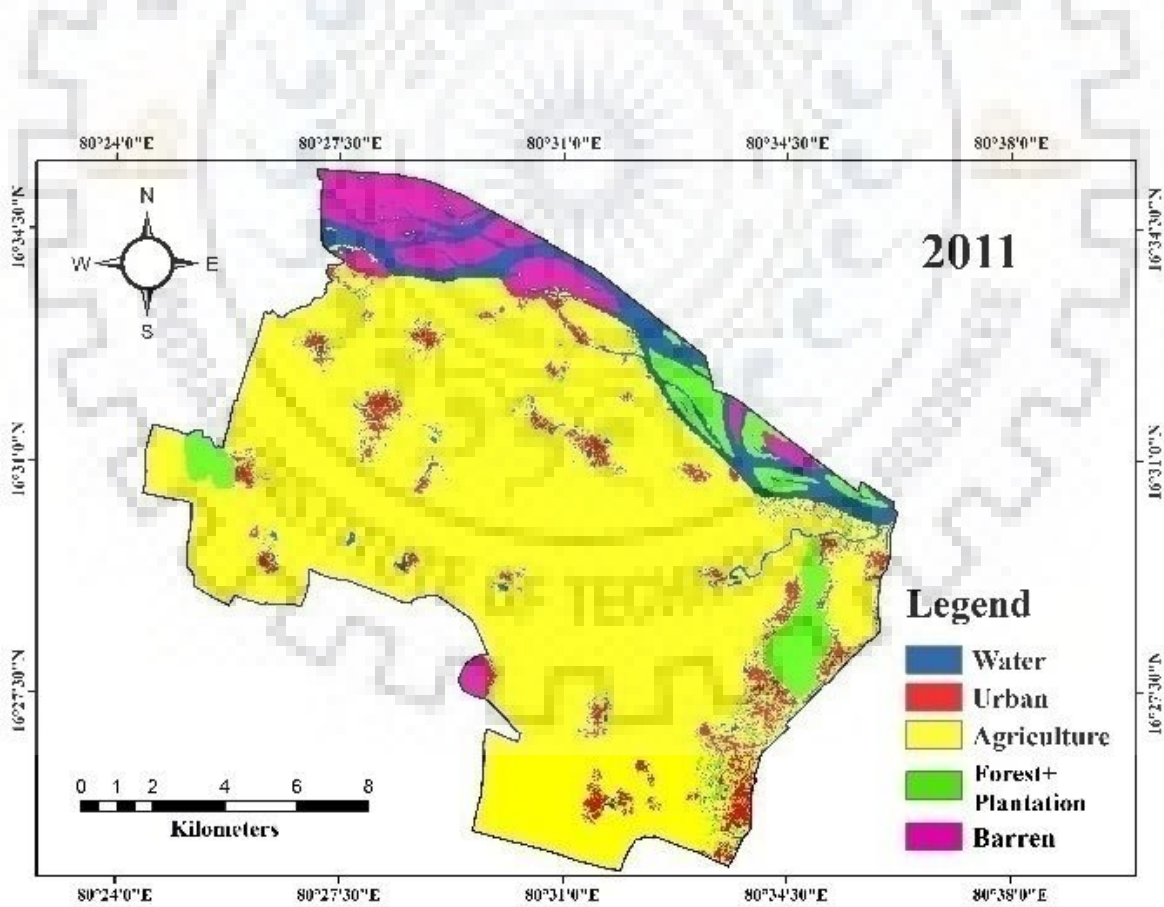 80°24'0"E 80°27'30"E 80°31'0"E 80°34'30"E 80°38'0"E
16°34'30"N
16°31'0"N
16°27'30"N
N
W E
S
2011
16°34'30"N
16°31'0"N
16°27'30"N
Legend
Water
Urban
Agriculture
Forest+
Plantation
Barren
0 1 2 4 6 8
Kilometers
80°24'0"E 80°27'30"E 80°31'0"E 80°34'30"E 80°38'0"E